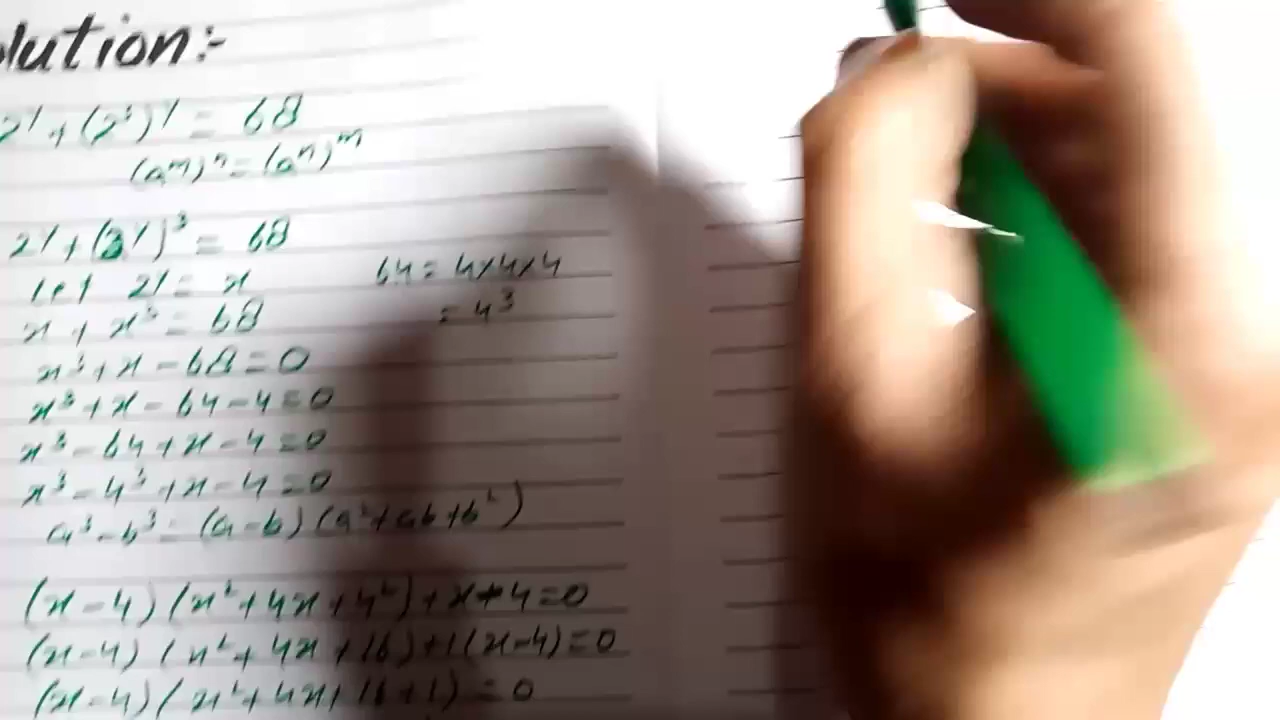 lution:-
2^y + (2^3)^y = 68
(a^m)^n = (a^n)^m
2^y + (2^y)^3 = 68
let 2^y = x
64 = 4×4×4
x + x^3 = 68
= 4^3
x^3 + x - 68 = 0
x^3 + x - 64 - 4 = 0
x^3 - 64 + x - 4 = 0
x^3 - 4^3 + x - 4 = 0
a^3 - b^3 = (a-b)(a^2+ab+b^2)
(x-4)(x^2+4x+4^2)+x-4=0
(x-4)(x^2+4x+16)+1(x-4)=0
(x-4)(x^2+4x+16+1)=0